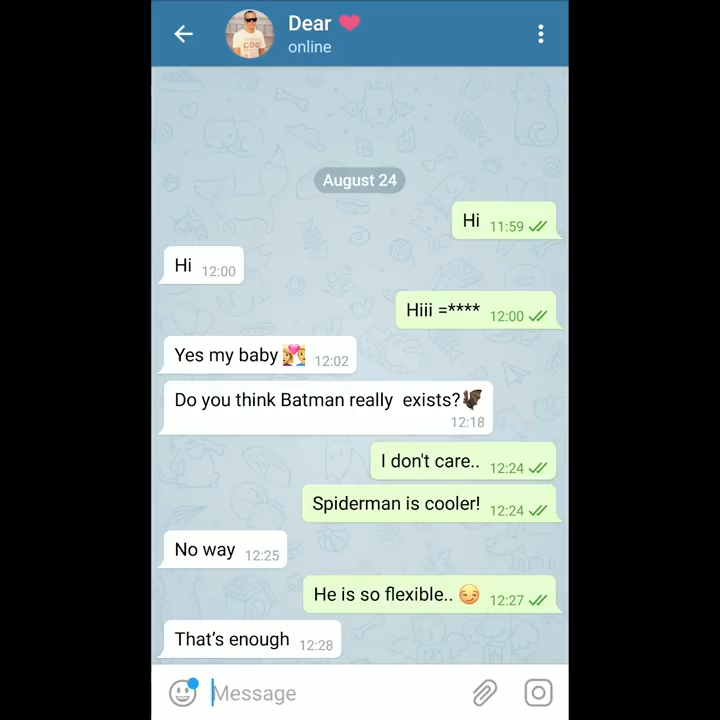 Dear ❤️
online
August 24
Hi 11:59
Hi 12:00
Hiii =**** 12:00
Yes my baby 💏 12:02
Do you think Batman really exists?🦇
12:18
I don't care.. 12:24
Spiderman is cooler! 12:24
No way 12:25
He is so flexible.. 😏 12:27
That’s enough 12:28
Message